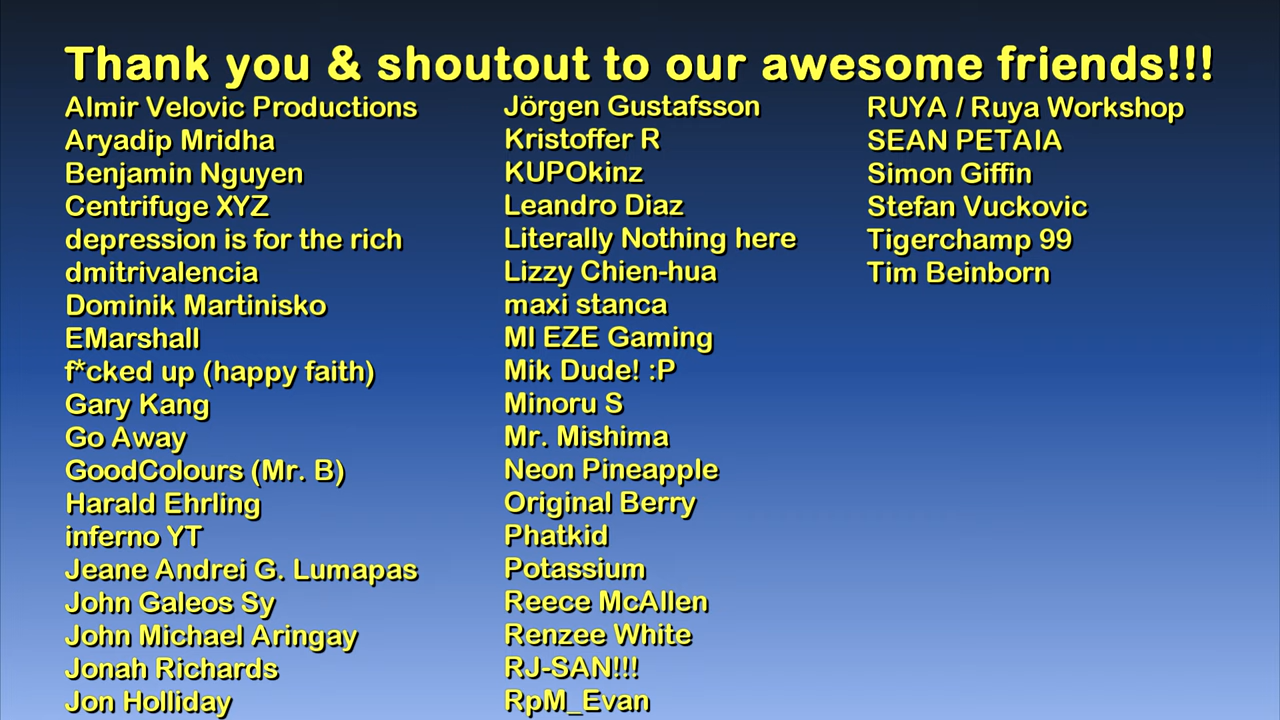 Thank you & shoutout to our awesome friends!!!
Almir Velovic Productions
Aryadip Mridha
Benjamin Nguyen
Centrifuge XYZ
depression is for the rich
dmitrivalencia
Dominik Martinisko
EMarshall
f*cked up (happy faith)
Gary Kang
Go Away
GoodColours (Mr. B)
Harald Ehrling
inferno YT
Jeane Andrei G. Lumapas
John Galeos Sy
John Michael Aringay
Jonah Richards
Jon Holliday
Jörgen Gustafsson
Kristoffer R
KUPOkinz
Leandro Diaz
Literally Nothing here
Lizzy Chien-hua
maxi stanca
MI EZE Gaming
Mik Dude! :P
Minoru S
Mr. Mishima
Neon Pineapple
Original Berry
Phatkid
Potassium
Reece McAllen
Renzee White
RJ-SAN!!!
RpM_Evan
RUYA / Ruya Workshop
SEAN PETAIA
Simon Giffin
Stefan Vuckovic
Tigerchamp 99
Tim Beinborn